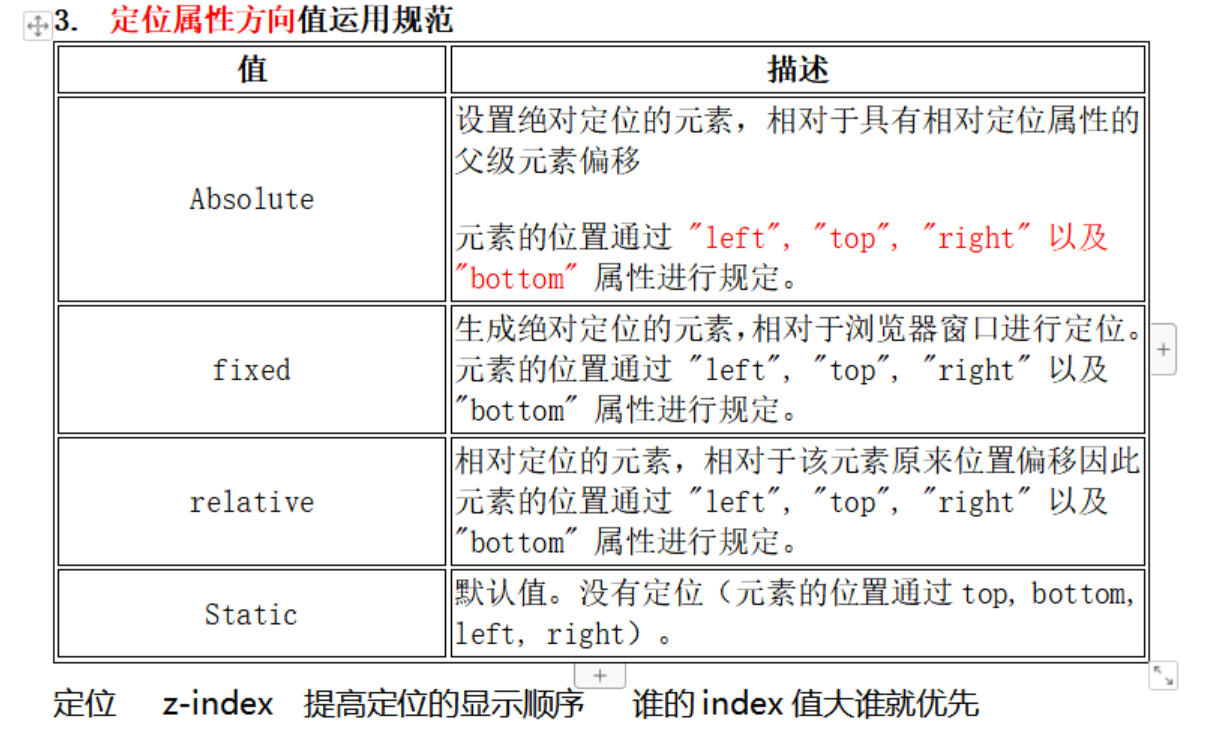 3. 定位属性方向值运用规范
值 描述
Absolute
设置绝对定位的元素，相对于具有相对定位属性的
父级元素偏移
元素的位置通过 "left", "top", "right" 以及
"bottom" 属性进行规定。
fixed
生成绝对定位的元素,相对于浏览器窗口进行定位。
元素的位置通过 "left", "top", "right" 以及
"bottom" 属性进行规定。
relative
相对定位的元素，相对于该元素原来位置偏移因此
元素的位置通过 "left", "top", "right" 以及
"bottom" 属性进行规定。
Static
默认值。没有定位（元素的位置通过 top, bottom,
left, right）。
定位 z-index 提高定位的显示顺序 谁的 index 值大谁就优先